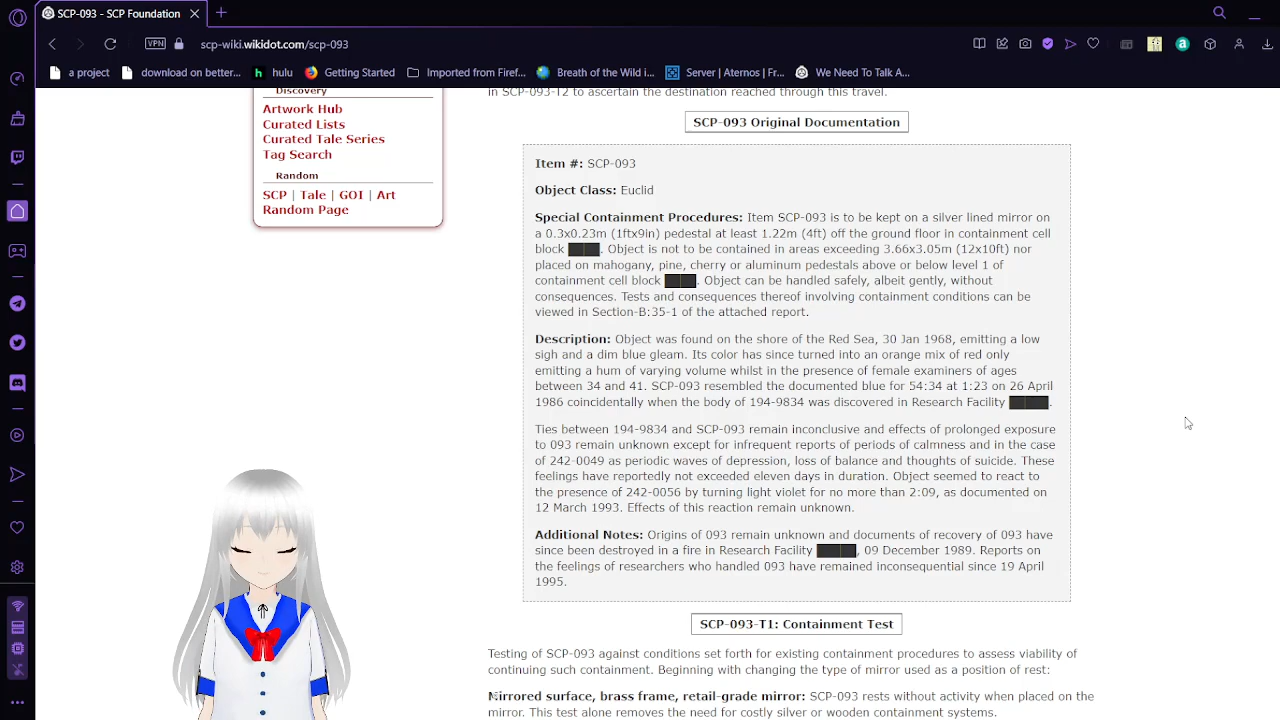 SCP-093 - SCP Foundation
scp-wiki.wikidot.com/scp-093
VPN
a project
download on better...
hulu
Getting Started
Imported from Firef...
Breath of the Wild i...
Server | Aternos | Fr...
We Need To Talk A...
Discovery
Artwork Hub
Curated Lists
Curated Tale Series
Tag Search
Random
SCP | Tale | GOI | Art
Random Page
in SCP-093-T2 to ascertain the destination reached through this travel.
SCP-093 Original Documentation
Item #: SCP-093
Object Class: Euclid
Special Containment Procedures: Item SCP-093 is to be kept on a silver lined mirror on
a 0.3x0.23m (1ftx9in) pedestal at least 1.22m (4ft) off the ground floor in containment cell
block ████. Object is not to be contained in areas exceeding 3.66x3.05m (12x10ft) nor
placed on mahogany, pine, cherry or aluminum pedestals above or below level 1 of
containment cell block ████. Object can be handled safely, albeit gently, without
consequences. Tests and consequences thereof involving containment conditions can be
viewed in Section-B:35-1 of the attached report.
Description: Object was found on the shore of the Red Sea, 30 Jan 1968, emitting a low
sigh and a dim blue gleam. Its color has since turned into an orange mix of red only
emitting a hum of varying volume whilst in the presence of female examiners of ages
between 34 and 41. SCP-093 resembled the documented blue for 54:34 at 1:23 on 26 April
1986 coincidentally when the body of 194-9834 was discovered in Research Facility █████.
Ties between 194-9834 and SCP-093 remain inconclusive and effects of prolonged exposure
to 093 remain unknown except for infrequent reports of periods of calmness and in the case
of 242-0049 as periodic waves of depression, loss of balance and thoughts of suicide. These
feelings have reportedly not exceeded eleven days in duration. Object seemed to react to
the presence of 242-0056 by turning light violet for no more than 2:09, as documented on
12 March 1993. Effects of this reaction remain unknown.
Additional Notes: Origins of 093 remain unknown and documents of recovery of 093 have
since been destroyed in a fire in Research Facility █████, 09 December 1989. Reports on
the feelings of researchers who handled 093 have remained inconsequential since 19 April
1995.
SCP-093-T1: Containment Test
Testing of SCP-093 against conditions set forth for existing containment procedures to assess viability of
continuing such containment. Beginning with changing the type of mirror used as a position of rest:
Mirrored surface, brass frame, retail-grade mirror: SCP-093 rests without activity when placed on the
mirror. This test alone removes the need for costly silver or wooden containment systems.